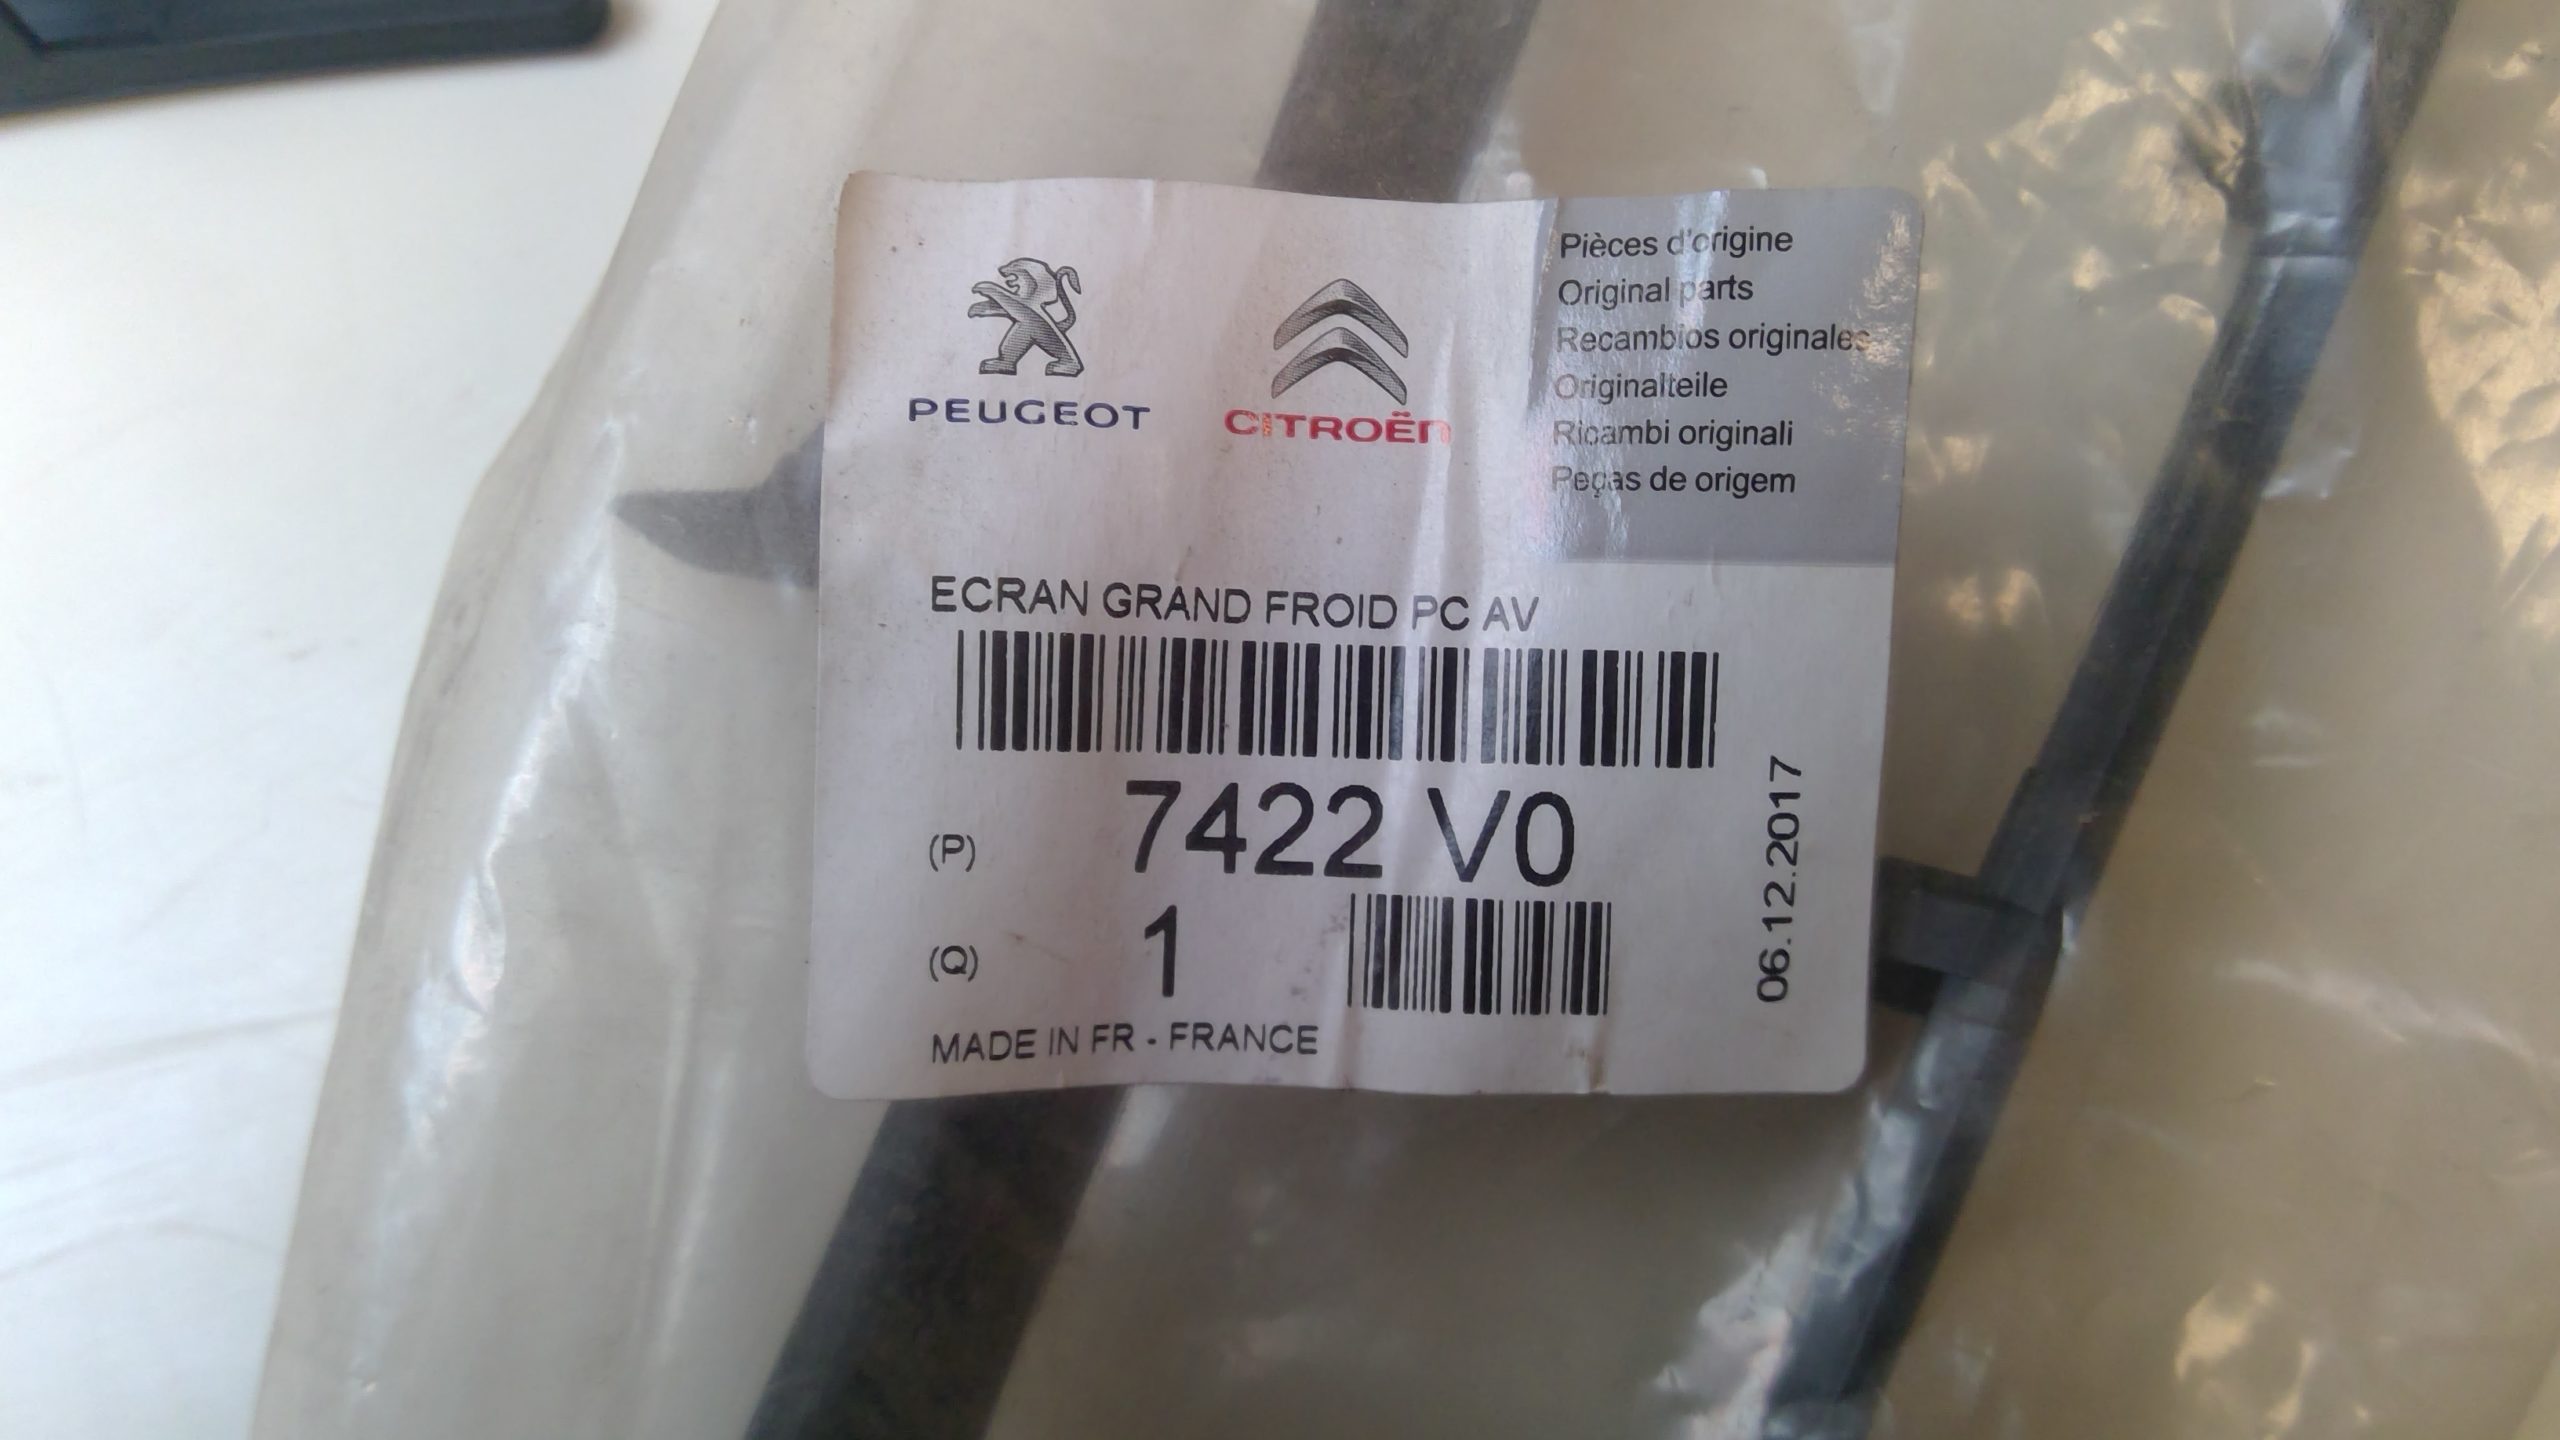 PEUGEOT
CITROËN
Pièces d'origine
Original parts
Recambios originales
Originalteile
Ricambi originali
Peças de origem
ECRAN GRAND FROID PC AV
(P) 7422 V0
(Q) 1
06.12.2017
MADE IN FR - FRANCE